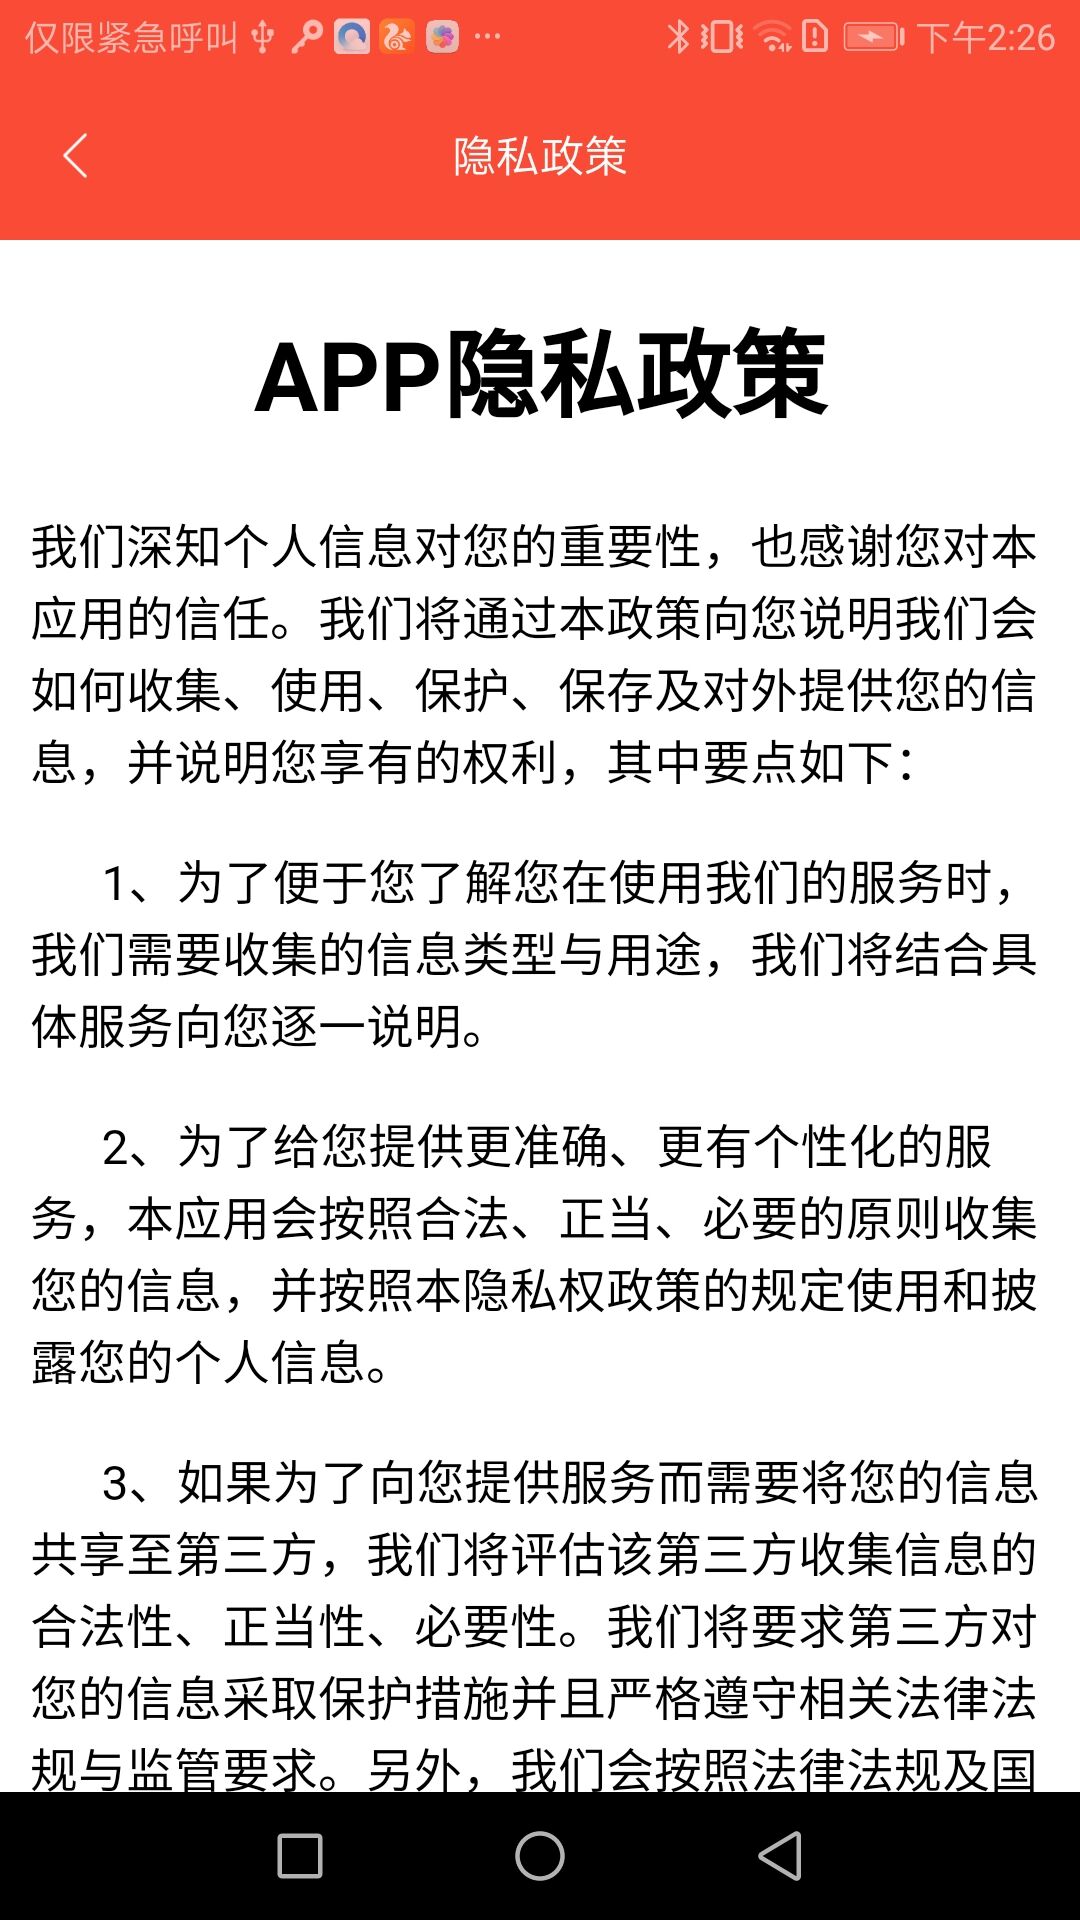 仅限紧急呼叫 下午2:26
隐私政策
APP隐私政策
我们深知个人信息对您的重要性，也感谢您对本
应用的信任。我们将通过本政策向您说明我们会
如何收集、使用、保护、保存及对外提供您的信
息，并说明您享有的权利，其中要点如下：
1、为了便于您了解您在使用我们的服务时，
我们需要收集的信息类型与用途，我们将结合具
体服务向您逐一说明。
2、为了给您提供更准确、更有个性化的服
务，本应用会按照合法、正当、必要的原则收集
您的信息，并按照本隐私权政策的规定使用和披
露您的个人信息。
3、如果为了向您提供服务而需要将您的信息
共享至第三方，我们将评估该第三方收集信息的
合法性、正当性、必要性。我们将要求第三方对
您的信息采取保护措施并且严格遵守相关法律法
规与监管要求。另外，我们会按照法律法规及国